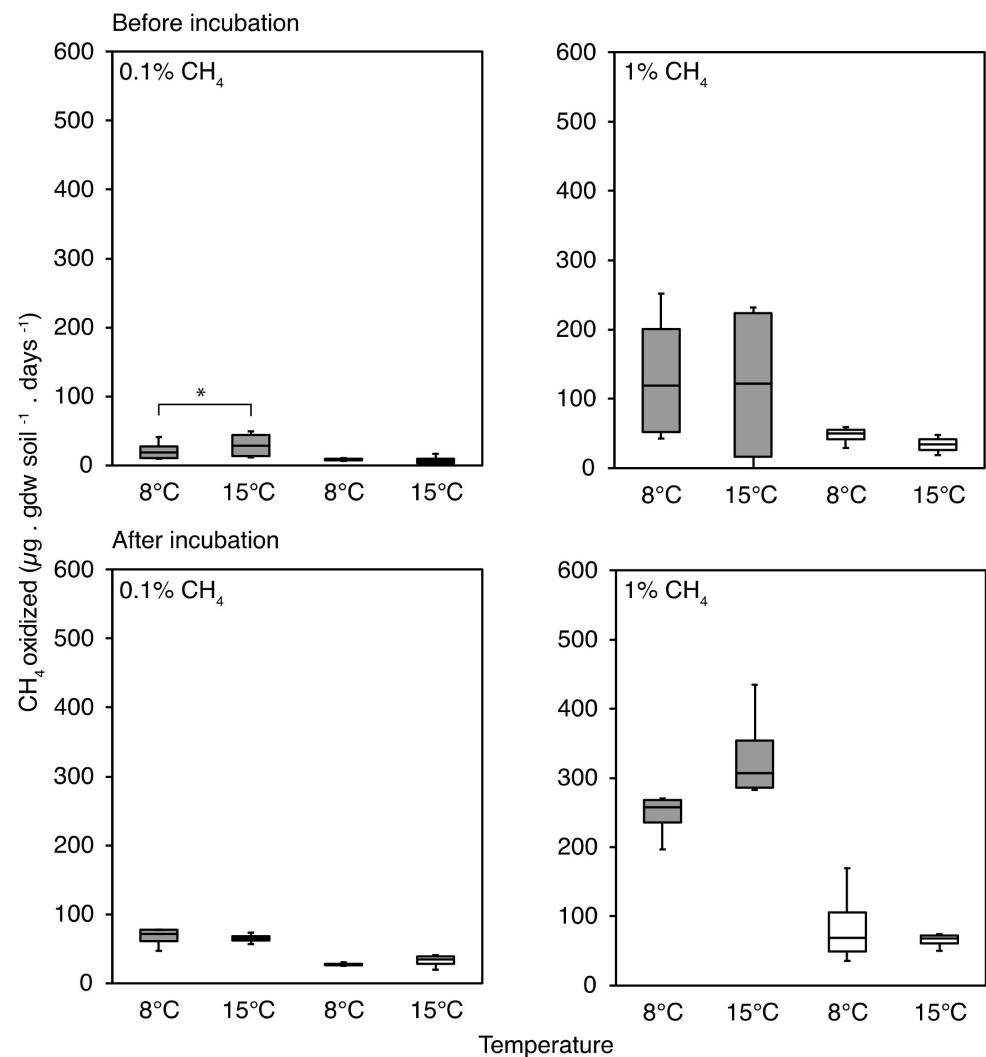 Before incubation
0.1% CH4
600
500
400
300
200
100
0
8°C 15°C 8°C 15°C
*
1% CH4
600
500
400
300
200
100
0
8°C 15°C 8°C 15°C
CH4 oxidized (µg . gdw soil -1 . days -1)
After incubation
0.1% CH4
600
500
400
300
200
100
0
8°C 15°C 8°C 15°C
1% CH4
600
500
400
300
200
100
0
8°C 15°C 8°C 15°C
Temperature